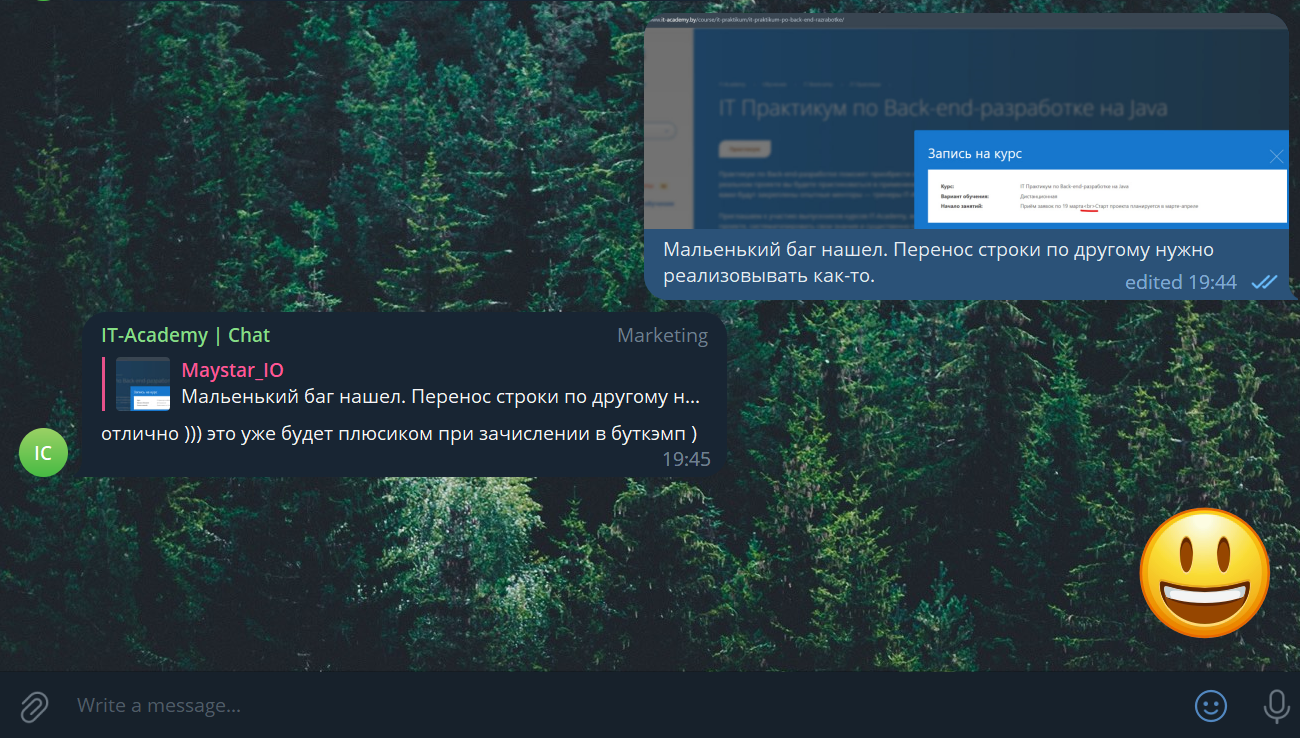 www.it-academy.by/course/it-praktikum/it-praktikum-po-back-end-razrabotke/
IT Практикум по Back-end-разработке на Java
Запись на курс
Курс: IT Практикум по Back-end-разработке на Java
Вариант обучения: Дистанционная
Начало занятий: Приём заявок по 19 марта<br>Старт проекта планируется в марте-апреле
Мальенький баг нашел. Перенос строки по другому нужно
реализовывать как-то.
edited 19:44
IT-Academy | Chat Marketing
Maystar_IO
Мальенький баг нашел. Перенос строки по другому н...
отлично ))) это уже будет плюсиком при зачислении в буткэмп )
19:45
IC
Write a message...